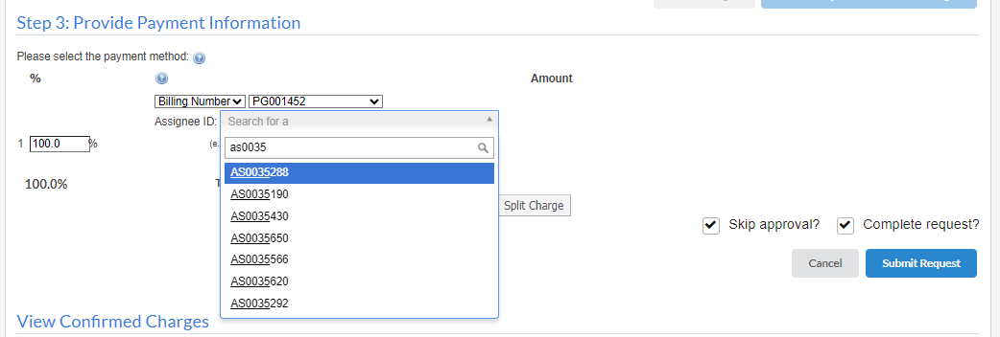 Step 3: Provide Payment Information
Please select the payment method:
% Amount
Billing Number PG001452
Assignee ID: Search for a
as0035
1 100.0 % (e.
AS0035288
100.0%
AS0035190
AS0035430
Split Charge
AS0035650
Skip approval? Complete request?
AS0035566
Cancel Submit Request
AS0035620
AS0035292
View Confirmed Charges